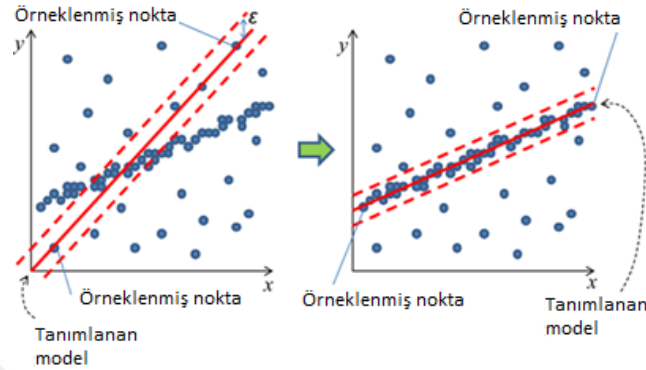 Örneklenmiş nokta
ε
y
x
Örneklenmiş nokta
Tanımlanan
model
Örneklenmiş nokta
y
x
Örneklenmiş nokta
Tanımlanan
model